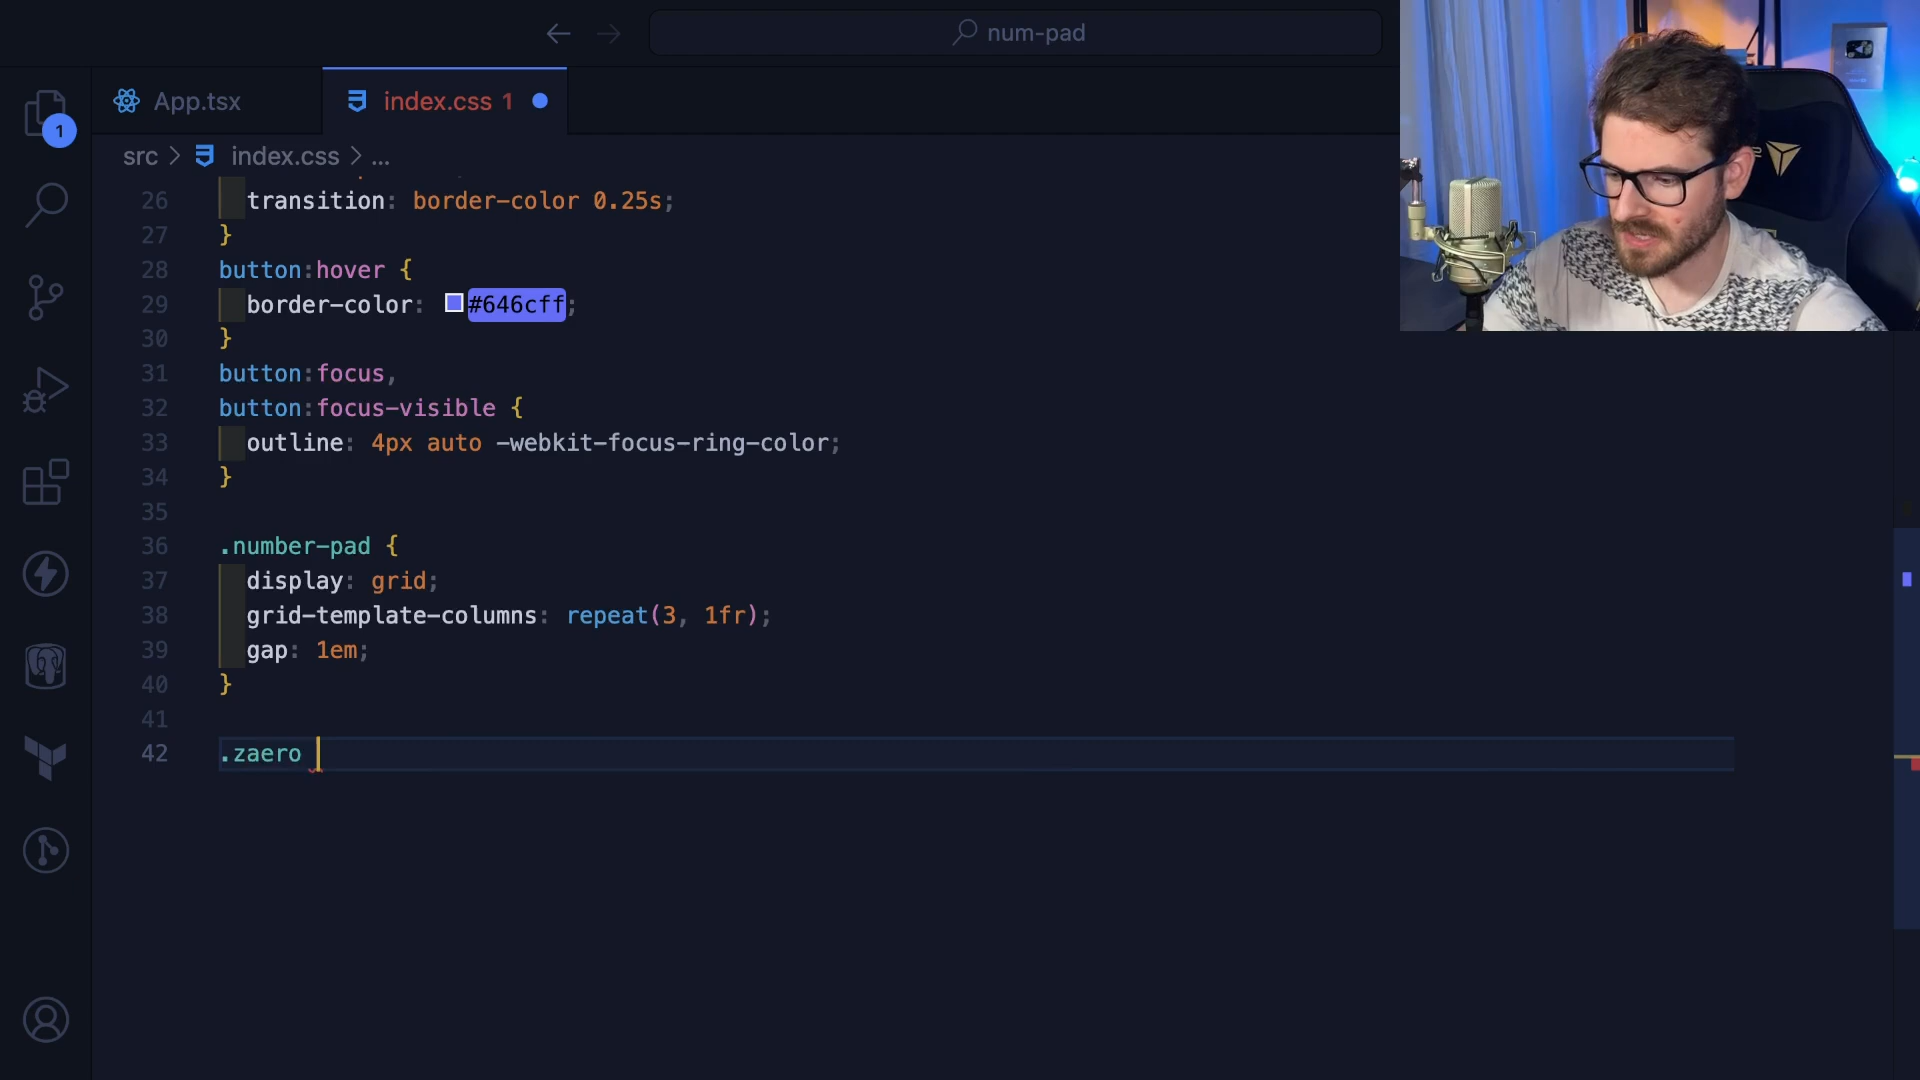 num-pad
App.tsx
index.css 1
1
src > index.css > ...
26 transition: border-color 0.25s;
27 }
28 button:hover {
29 border-color: #646cff;
30 }
31 button:focus,
32 button:focus-visible {
33 outline: 4px auto -webkit-focus-ring-color;
34 }
35
36 .number-pad {
37 display: grid;
38 grid-template-columns: repeat(3, 1fr);
39 gap: 1em;
40 }
41
42 .zaero